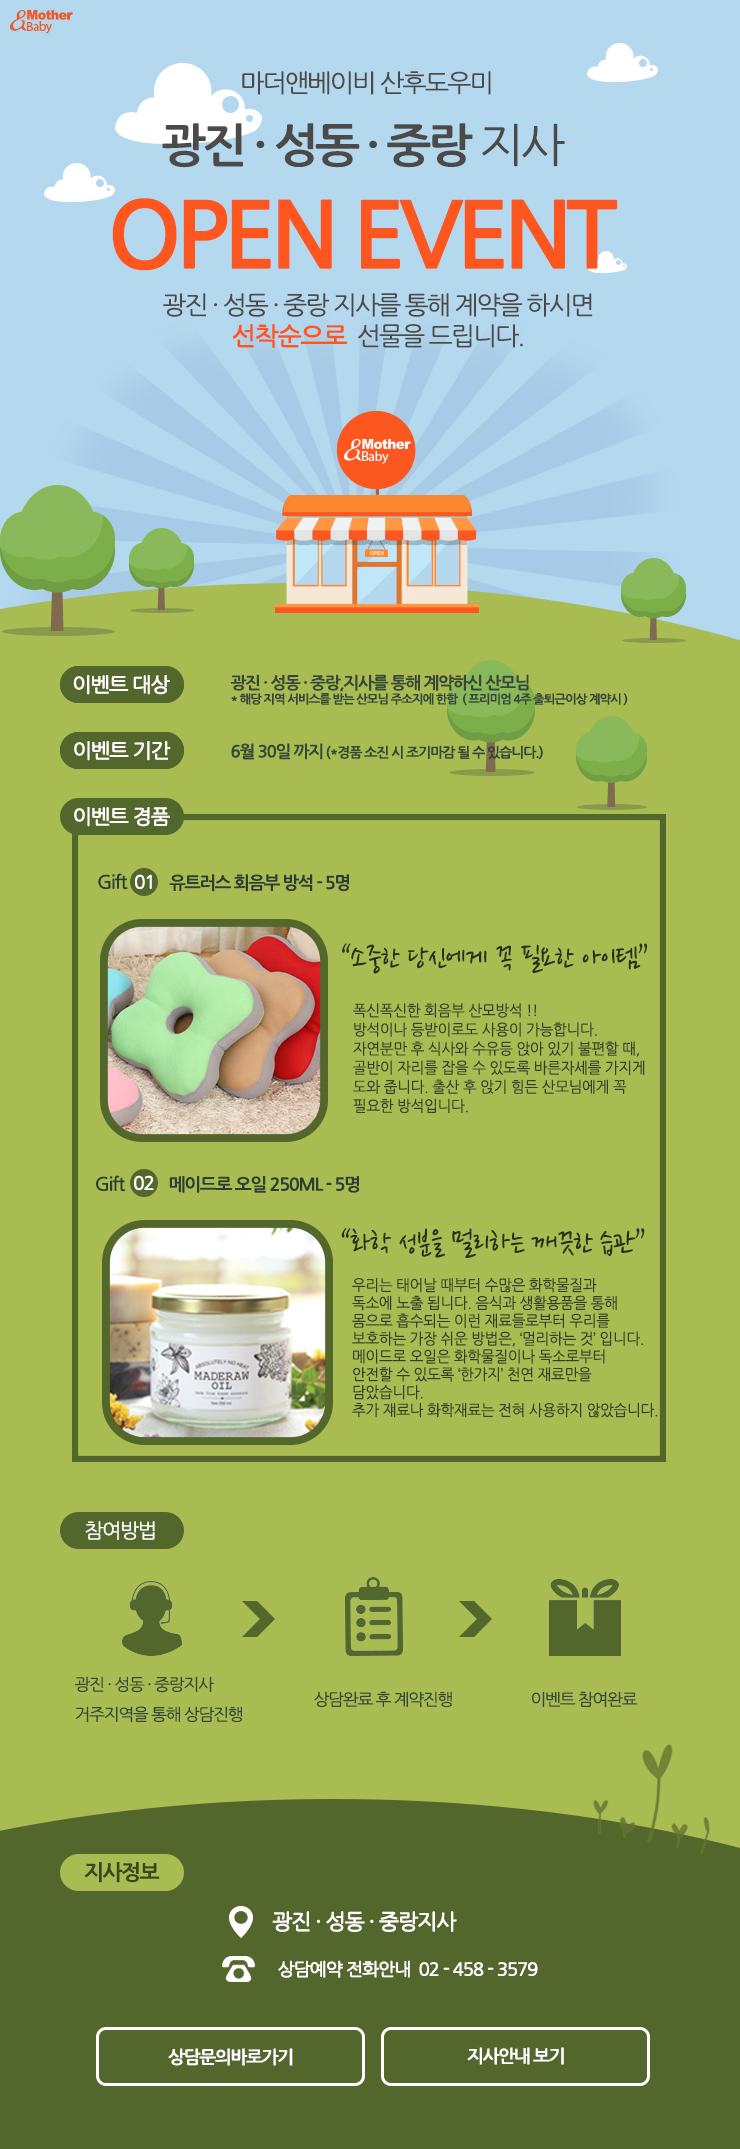 &Mother
Baby
마더앤베이비 산후도우미
광진 · 성동 · 중랑 지사
OPEN EVENT
광진 · 성동 · 중랑 지사를 통해 계약을 하시면
선착순으로 선물을 드립니다.
&Mother
Baby
OPEN
이벤트 대상
광진 · 성동 · 중랑,지사를 통해 계약하신 산모님
* 해당 지역 서비스를 받는 산모님 주소지에 한함 ( 프리미엄 4주 출퇴근이상 계약시 )
이벤트 기간
6월 30일 까지 (*경품 소진 시 조기마감 될 수 있습니다.)
이벤트 경품
Gift 01 유트러스 회음부 방석 - 5명
“소중한 당신에게 꼭 필요한 아이템”
폭신폭신한 회음부 산모방석 !!
방석이나 등받이로도 사용이 가능합니다.
자연분만 후 식사와 수유등 앉아 있기 불편할 때,
골반이 자리를 잡을 수 있도록 바른자세를 가지게
도와 줍니다. 출산 후 앉기 힘든 산모님에게 꼭
필요한 방석입니다.
Gift 02 메이드로 오일 250ML - 5명
“화학 성분을 멀리하는 깨끗한 습관”
ABSOLUTELY NO HEAT
MADERAW
OIL
우리는 태어날 때부터 수많은 화학물질과
독소에 노출 됩니다. 음식과 생활용품을 통해
몸으로 흡수되는 이런 재료들로부터 우리를
보호하는 가장 쉬운 방법은, ‘멀리하는 것’ 입니다.
메이드로 오일은 화학물질이나 독소로부터
안전할 수 있도록 ‘한가지’ 천연 재료만을
담았습니다.
추가 재료나 화학재료는 전혀 사용하지 않았습니다.
참여방법
광진 · 성동 · 중랑지사
거주지역을 통해 상담진행
상담완료 후 계약진행
이벤트 참여완료
지사정보
광진 · 성동 · 중랑지사
상담예약 전화안내 02 - 458 - 3579
상담문의바로가기
지사안내 보기